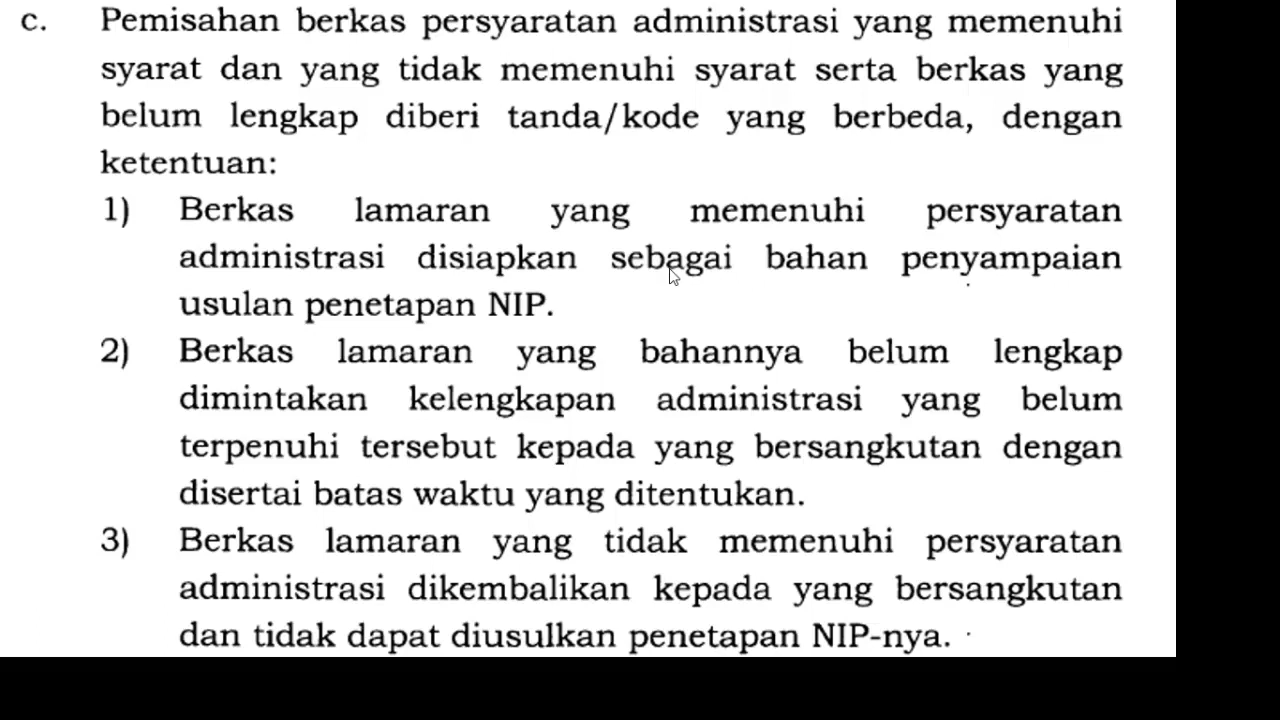 c. Pemisahan berkas persyaratan administrasi yang memenuhi
syarat dan yang tidak memenuhi syarat serta berkas yang
belum lengkap diberi tanda/kode yang berbeda, dengan
ketentuan:
1) Berkas lamaran yang memenuhi persyaratan
administrasi disiapkan sebagai bahan penyampaian
usulan penetapan NIP.
2) Berkas lamaran yang bahannya belum lengkap
dimintakan kelengkapan administrasi yang belum
terpenuhi tersebut kepada yang bersangkutan dengan
disertai batas waktu yang ditentukan.
3) Berkas lamaran yang tidak memenuhi persyaratan
administrasi dikembalikan kepada yang bersangkutan
dan tidak dapat diusulkan penetapan NIP-nya.